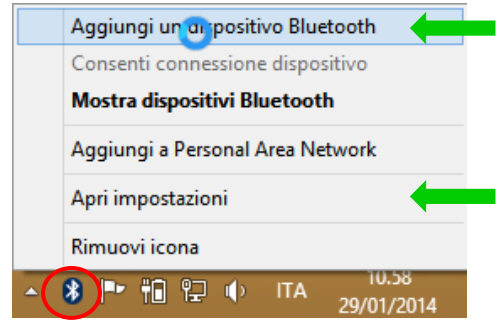 Aggiungi un dispositivo Bluetooth
Consenti connessione dispositivo
Mostra dispositivi Bluetooth
Aggiungi a Personal Area Network
Apri impostazioni
Rimuovi icona
ITA
10.58
29/01/2014